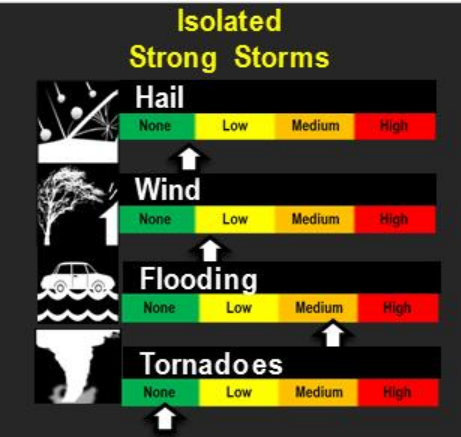 Isolated
Strong Storms
Hail
None Low Medium High
Wind
None Low Medium High
Flooding
None Low Medium High
Tornadoes
None Low Medium High